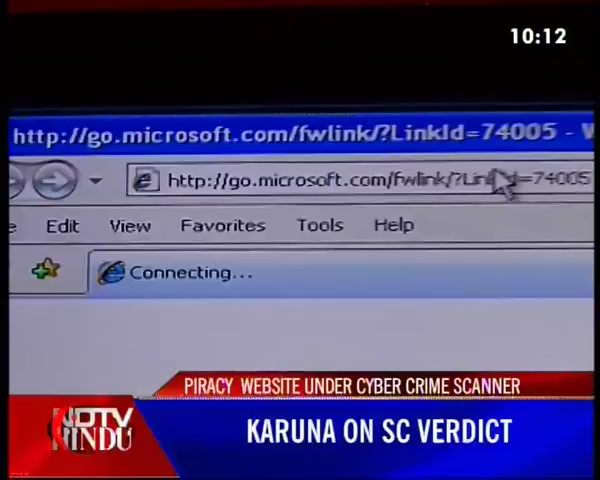 10:12
http://go.microsoft.com/fwlink/?LinkId=74005 - W
http://go.microsoft.com/fwlink/?LinkId=74005
Edit View Favorites Tools Help
Connecting...
PIRACY WEBSITE UNDER CYBER CRIME SCANNER
NDTV
HINDU
KARUNA ON SC VERDICT